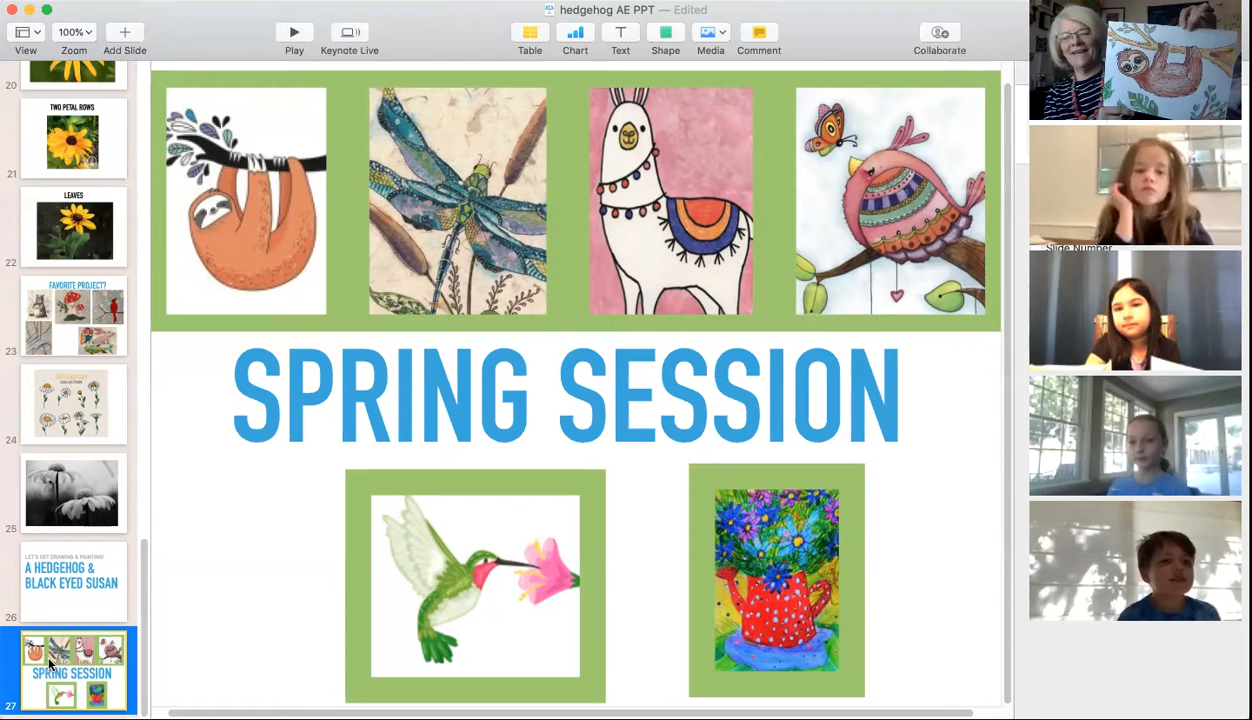 hedgehog AE PPT — Edited
100%
View
Zoom
Add Slide
Play
Keynote Live
Table
Chart
Text
Shape
Media
Comment
Collaborate
20
TWO PETAL ROWS
21
LEAVES
22
FAVORITE PROJECT?
23
COLLECTION
24
25
LET'S GET DRAWING & PAINTING!
A HEDGEHOG &
BLACK EYED SUSAN
26
SPRING SESSION
27
SPRING SESSION
Slide Number